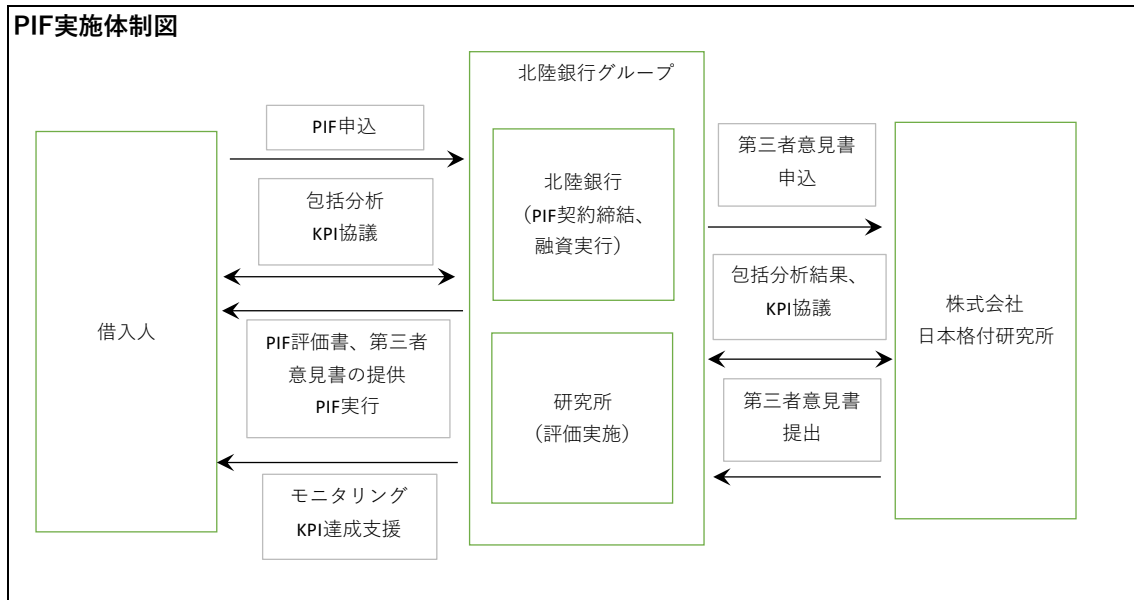 PIF実施体制図
北陸銀行グループ
PIF申込
包括分析
KPI協議
借入人
PIF評価書、第三者
意見書の提供
PIF実行
モニタリング
KPI達成支援
北陸銀行
（PIF契約締結、
融資実行）
研究所
（評価実施）
第三者意見書
申込
包括分析結果、
KPI協議
第三者意見書
提出
株式会社
日本格付研究所